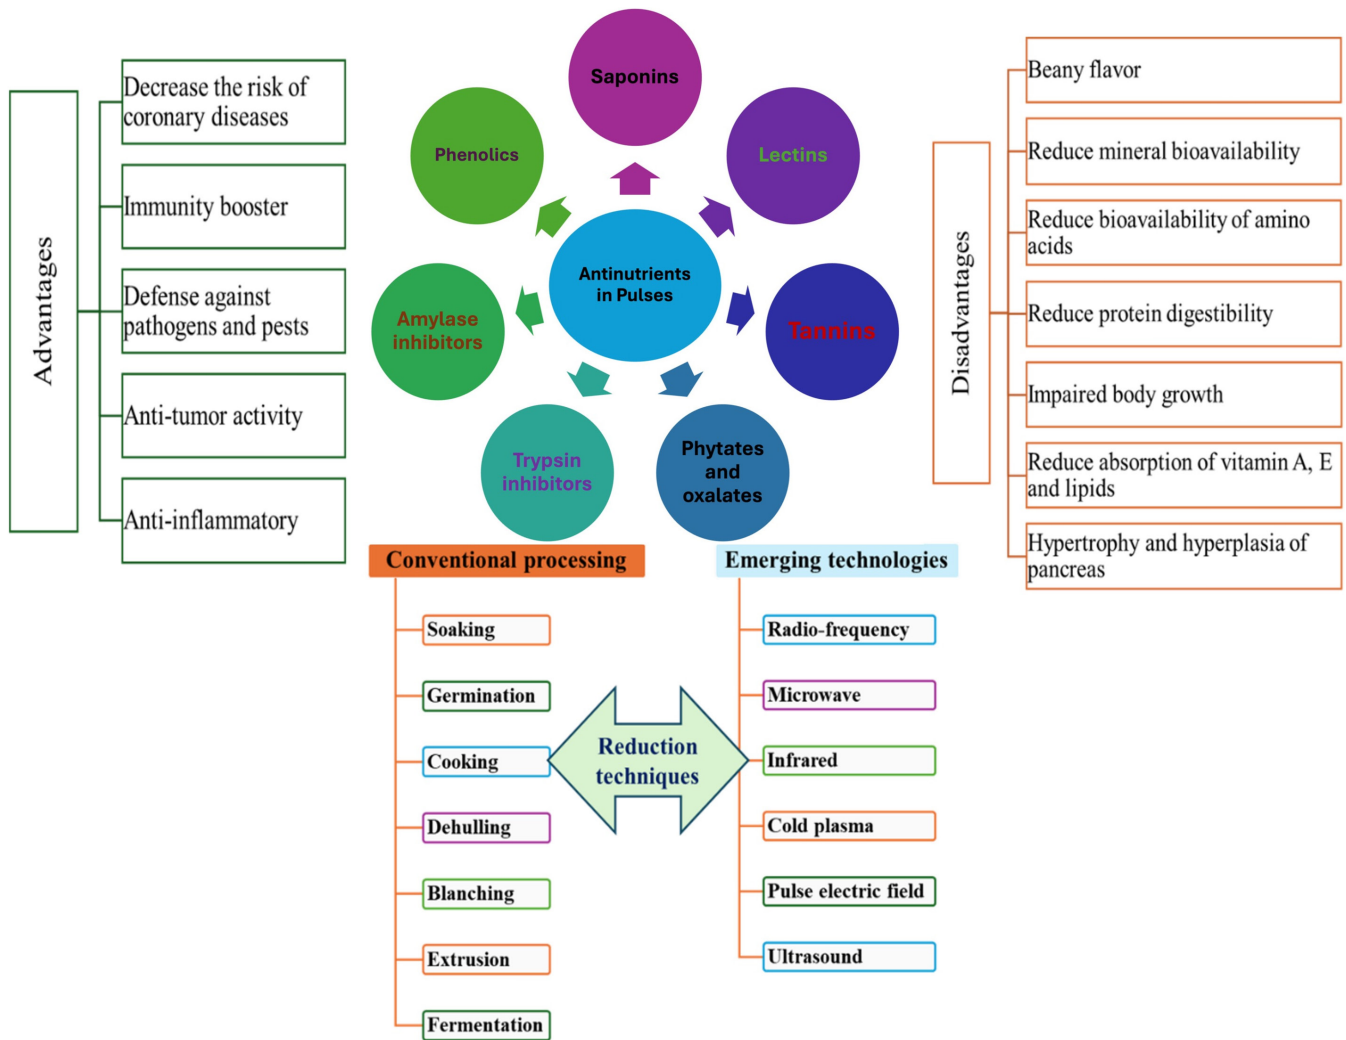 Advantages
Decrease the risk of
coronary diseases
Immunity booster
Defense against
pathogens and pests
Anti-tumor activity
Anti-inflammatory
Saponins
Phenolics
Lectins
Antinutrients
in Pulses
Amylase
inhibitors
Tannins
Trypsin
inhibitors
Phytates
and
oxalates
Disadvantages
Beany flavor
Reduce mineral bioavailability
Reduce bioavailability of amino
acids
Reduce protein digestibility
Impaired body growth
Reduce absorption of vitamin A, E
and lipids
Hypertrophy and hyperplasia of
pancreas
Conventional processing
Soaking
Germination
Cooking
Dehulling
Blanching
Extrusion
Fermentation
Reduction
techniques
Emerging technologies
Radio-frequency
Microwave
Infrared
Cold plasma
Pulse electric field
Ultrasound